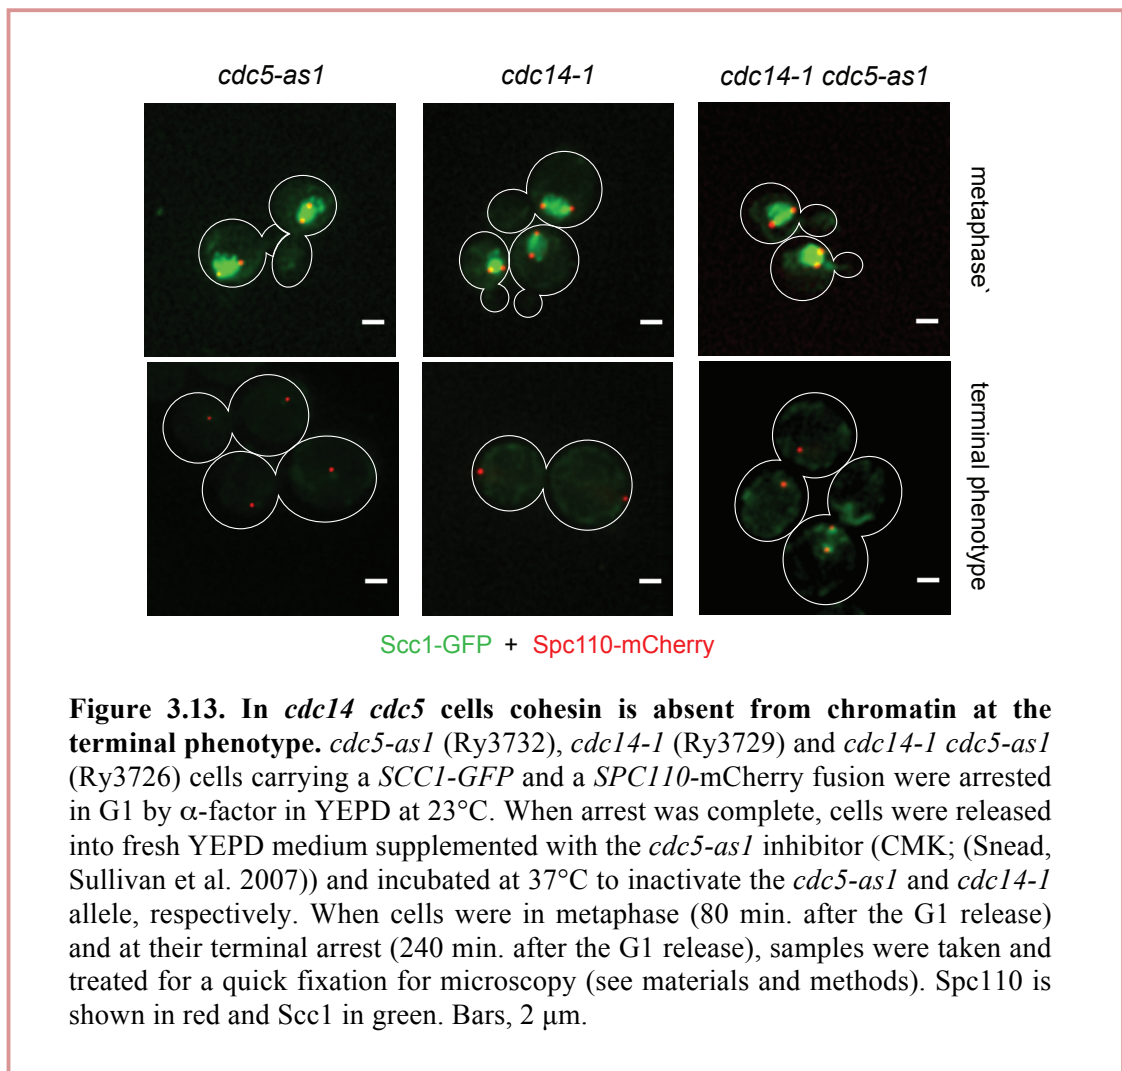 cdc5-as1
cdc14-1
cdc14-1 cdc5-as1
metaphase`
terminal phenotype
Scc1-GFP + Spc110-mCherry
Figure 3.13. In cdc14 cdc5 cells cohesin is absent from chromatin at the
terminal phenotype. cdc5-as1 (Ry3732), cdc14-1 (Ry3729) and cdc14-1 cdc5-as1
(Ry3726) cells carrying a SCC1-GFP and a SPC110-mCherry fusion were arrested
in G1 by α-factor in YEPD at 23°C. When arrest was complete, cells were released
into fresh YEPD medium supplemented with the cdc5-as1 inhibitor (CMK; (Snead,
Sullivan et al. 2007)) and incubated at 37°C to inactivate the cdc5-as1 and cdc14-1
allele, respectively. When cells were in metaphase (80 min. after the G1 release)
and at their terminal arrest (240 min. after the G1 release), samples were taken and
treated for a quick fixation for microscopy (see materials and methods). Spc110 is
shown in red and Scc1 in green. Bars, 2 μm.